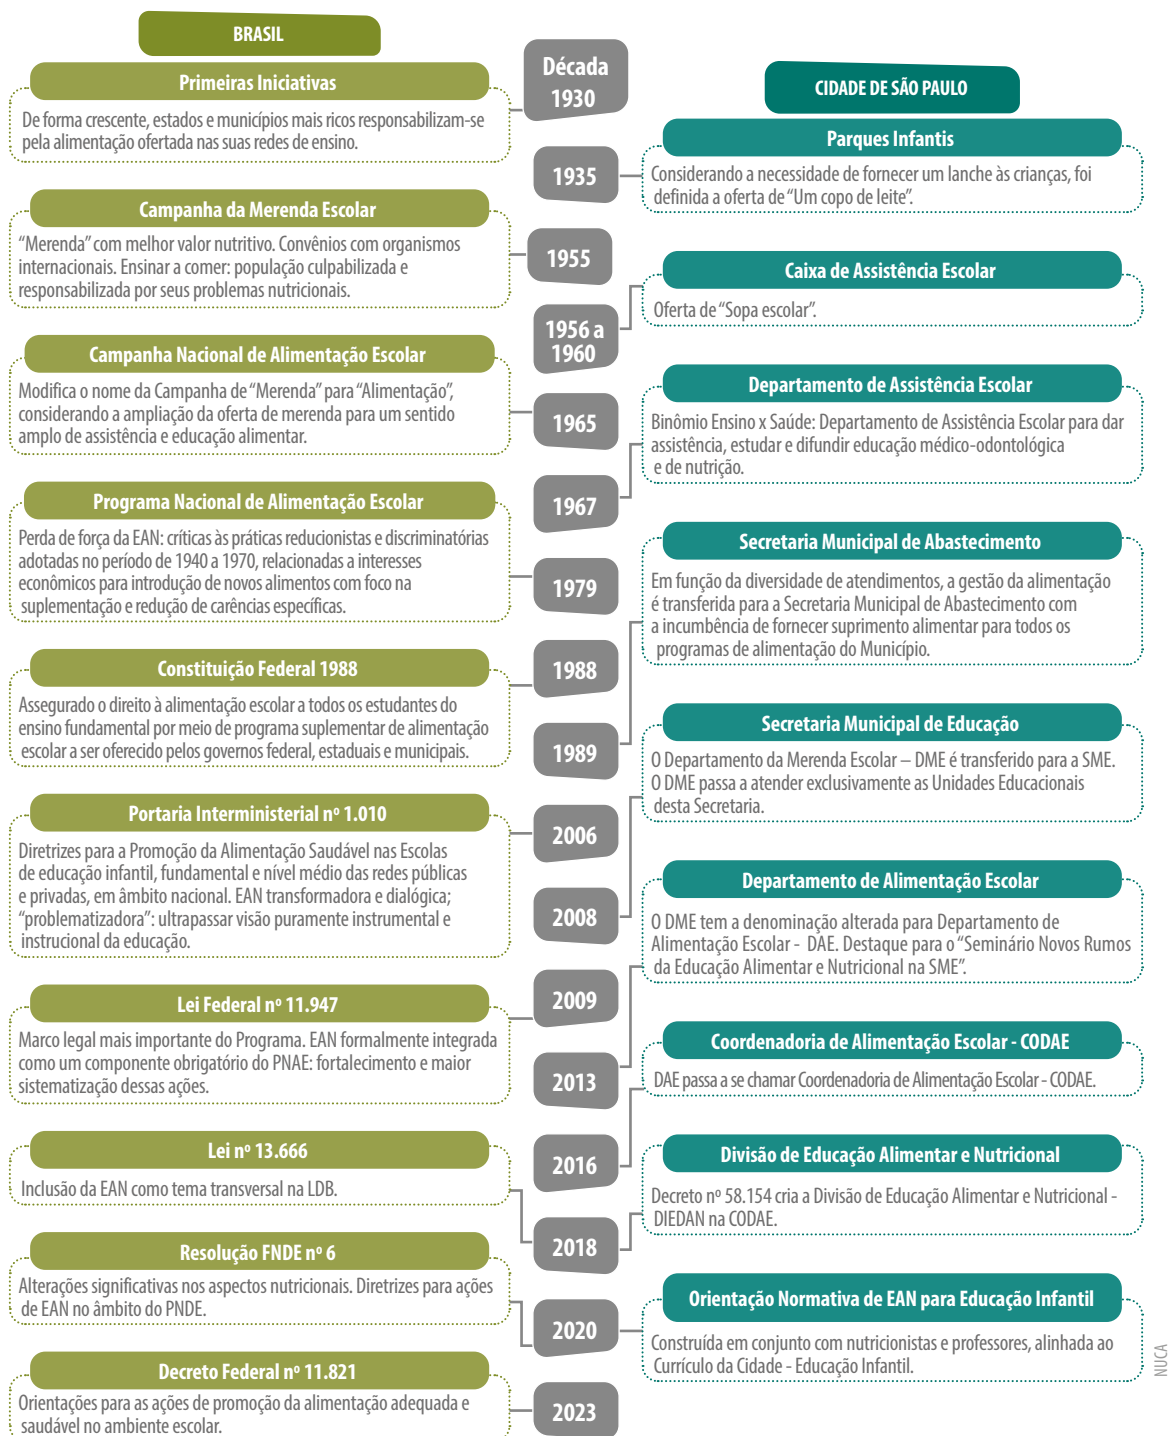 BRASIL
Primeiras Iniciativas
De forma crescente, estados e municípios mais ricos responsabilizam-se
pela alimentação ofertada nas suas redes de ensino.
Década
1930
CIDADE DE SÃO PAULO
Parques Infantis
Considerando a necessidade de fornecer um lanche às crianças, foi
definida a oferta de “Um copo de leite”.
1935
Campanha da Merenda Escolar
“Merenda” com melhor valor nutritivo. Convênios com organismos
internacionais. Ensinar a comer: população culpabilizada e
responsabilizada por seus problemas nutricionais.
1955
Caixa de Assistência Escolar
Oferta de “Sopa escolar”.
1956 a
1960
Campanha Nacional de Alimentação Escolar
Modifica o nome da Campanha de “Merenda” para “Alimentação”,
considerando a ampliação da oferta de merenda para um sentido
amplo de assistência e educação alimentar.
1965
Departamento de Assistência Escolar
Binômio Ensino x Saúde: Departamento de Assistência Escolar para dar
assistência, estudar e difundir educação médico-odontológica
e de nutrição.
1967
Programa Nacional de Alimentação Escolar
Perda de força da EAN: críticas às práticas reducionistas e discriminatórias
adotadas no período de 1940 a 1970, relacionadas a interesses
econômicos para introdução de novos alimentos com foco na
suplementação e redução de carências específicas.
1979
Secretaria Municipal de Abastecimento
Em função da diversidade de atendimentos, a gestão da alimentação
é transferida para a Secretaria Municipal de Abastecimento com
a incumbência de fornecer suprimento alimentar para todos os
programas de alimentação do Município.
Constituição Federal 1988
Assegurado o direito à alimentação escolar a todos os estudantes do
ensino fundamental por meio de programa suplementar de alimentação
escolar a ser oferecido pelos governos federal, estaduais e municipais.
1988
1989
Secretaria Municipal de Educação
O Departamento da Merenda Escolar – DME é transferido para a SME.
O DME passa a atender exclusivamente as Unidades Educacionais
desta Secretaria.
Portaria Interministerial nº 1.010
Diretrizes para a Promoção da Alimentação Saudável nas Escolas
de educação infantil, fundamental e nível médio das redes públicas
e privadas, em âmbito nacional. EAN transformadora e dialógica;
“problematizadora”: ultrapassar visão puramente instrumental e
instrucional da educação.
2006
2008
Departamento de Alimentação Escolar
O DME tem a denominação alterada para Departamento de
Alimentação Escolar - DAE. Destaque para o “Seminário Novos Rumos
da Educação Alimentar e Nutricional na SME”.
Lei Federal nº 11.947
Marco legal mais importante do Programa. EAN formalmente integrada
como um componente obrigatório do PNAE: fortalecimento e maior
sistematização dessas ações.
2009
2013
Coordenadoria de Alimentação Escolar - CODAE
DAE passa a se chamar Coordenadoria de Alimentação Escolar - CODAE.
2016
Lei nº 13.666
Inclusão da EAN como tema transversal na LDB.
2018
Divisão de Educação Alimentar e Nutricional
Decreto nº 58.154 cria a Divisão de Educação Alimentar e Nutricional -
DIEDAN na CODAE.
Resolução FNDE nº 6
Alterações significativas nos aspectos nutricionais. Diretrizes para ações
de EAN no âmbito do PNDE.
2020
Orientação Normativa de EAN para Educação Infantil
Construída em conjunto com nutricionistas e professores, alinhada ao
Currículo da Cidade - Educação Infantil.
Decreto Federal nº 11.821
Orientações para as ações de promoção da alimentação adequada e
saudável no ambiente escolar.
2023
NUCA